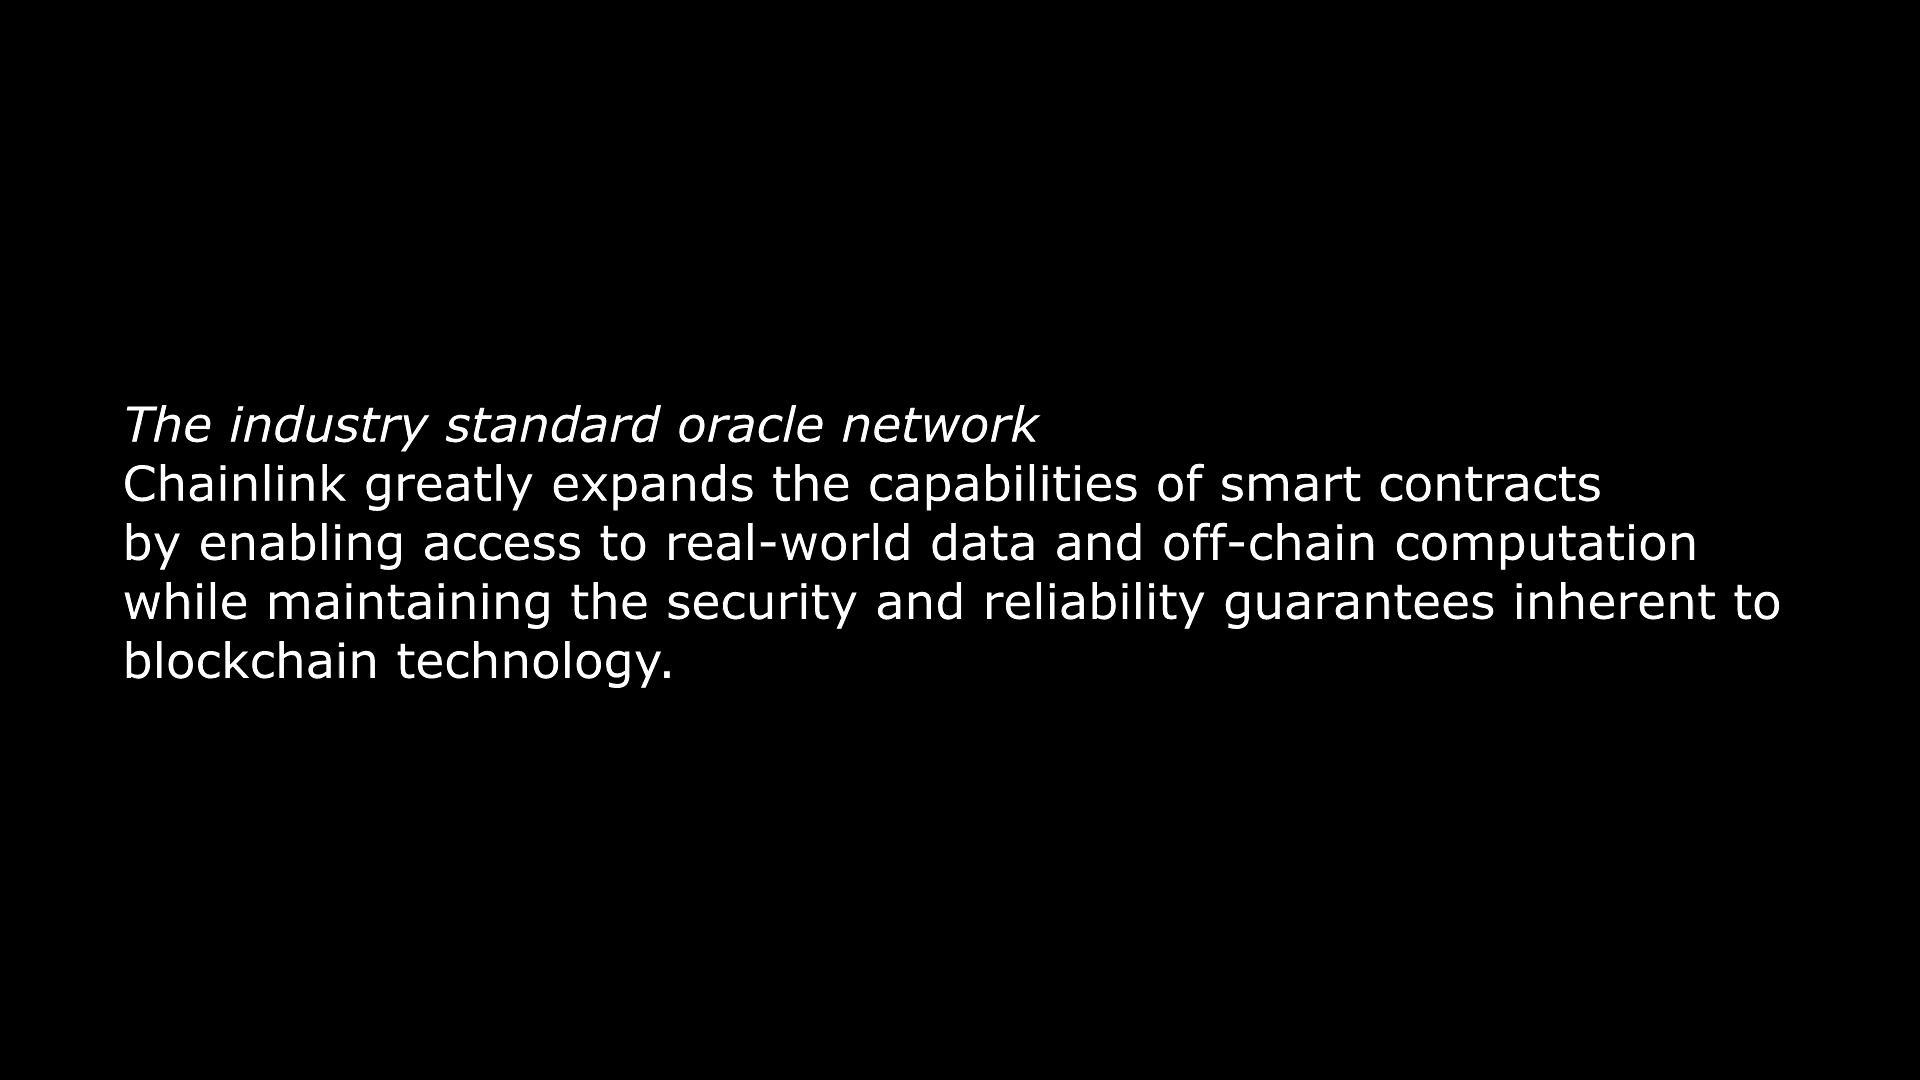 The industry standard oracle network
Chainlink greatly expands the capabilities of smart contracts
by enabling access to real-world data and off-chain computation
while maintaining the security and reliability guarantees inherent to
blockchain technology.